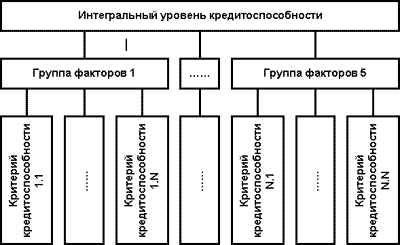 Интегральный уровень кредитоспособности
Группа факторов 1
......
Группа факторов 5
Критерий
кредитоспособности
1.1
......
Критерий
кредитоспособности
1.N
......
Критерий
кредитоспособности
N.1
......
Критерий
кредитоспособности
N.N